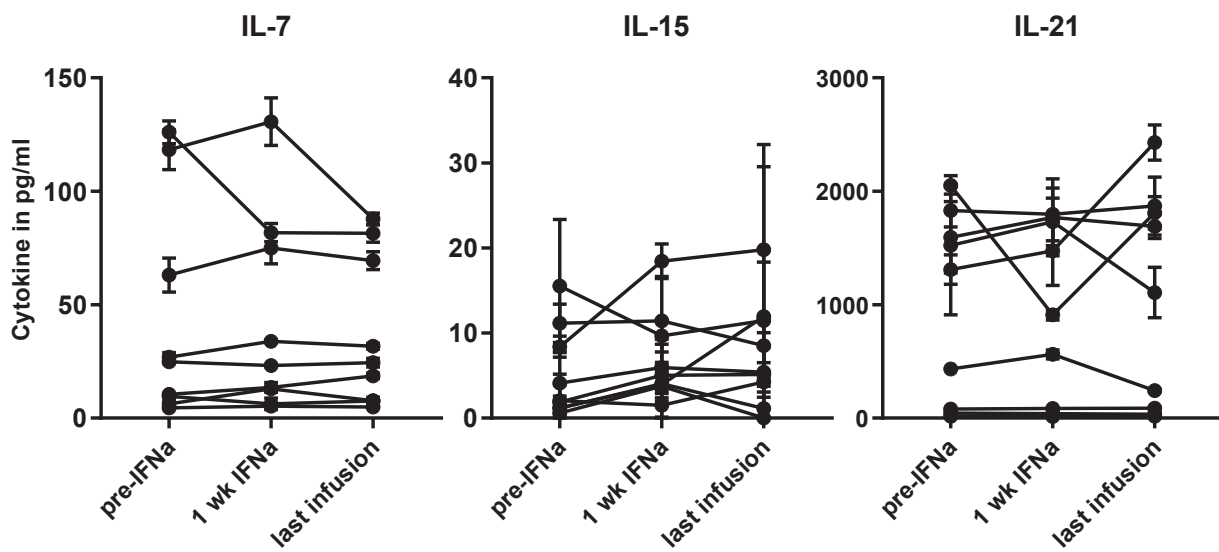 IL-7
IL-15
IL-21
Cytokine in pg/ml
150
100
50
0
pre-IFNa
1 wk IFNa
last infusion
40
30
20
10
0
pre-IFNa
1 wk IFNa
last infusion
3000
2000
1000
0
pre-IFNa
1 wk IFNa
last infusion